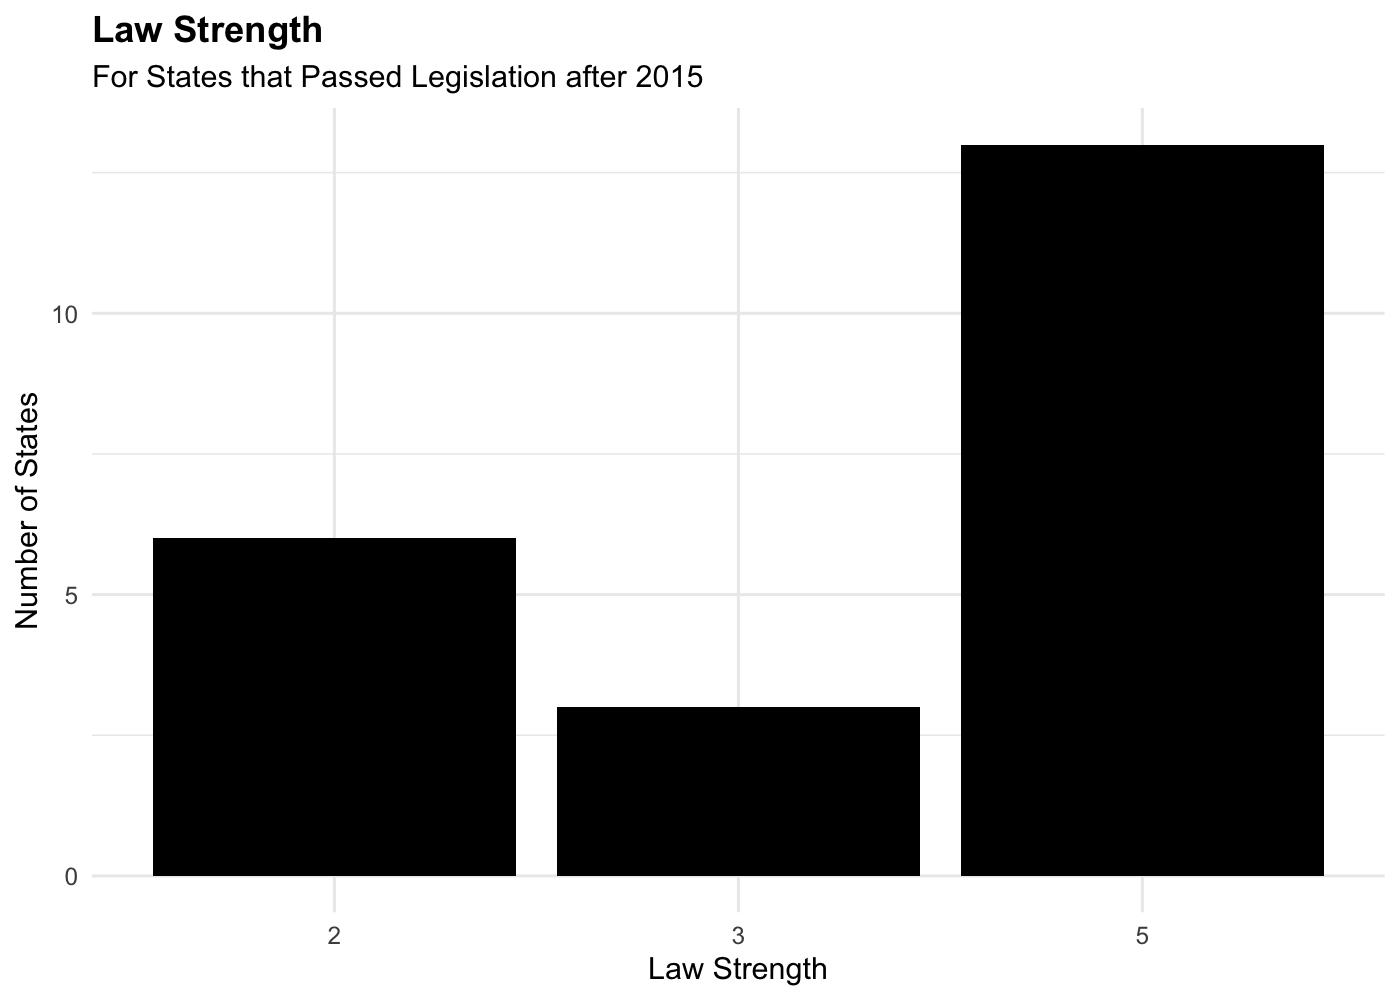 Law Strength
For States that Passed Legislation after 2015
Number of States
10
5
0
2
3
5
Law Strength